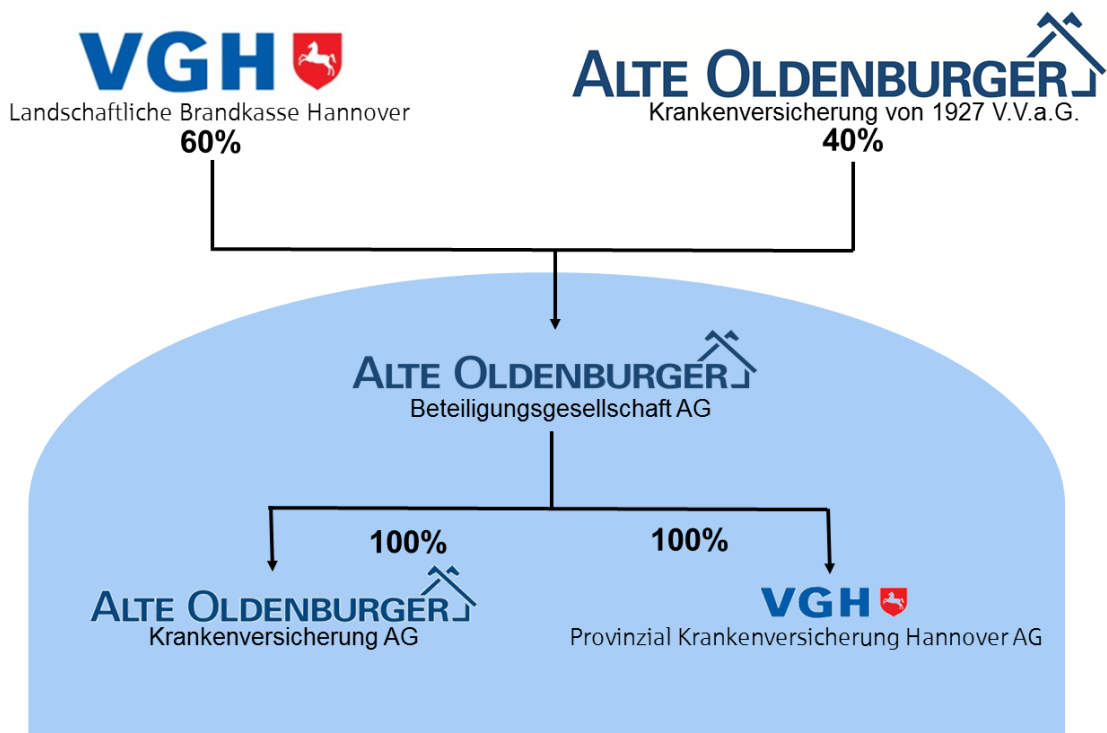 VGH
Landschaftliche Brandkasse Hannover
60%
ALTE OLDENBURGER
Krankenversicherung von 1927 V.V.a.G.
40%
ALTE OLDENBURGER
Beteiligungsgesellschaft AG
100%
100%
ALTE OLDENBURGER
Krankenversicherung AG
VGH
Provinzial Krankenversicherung Hannover AG